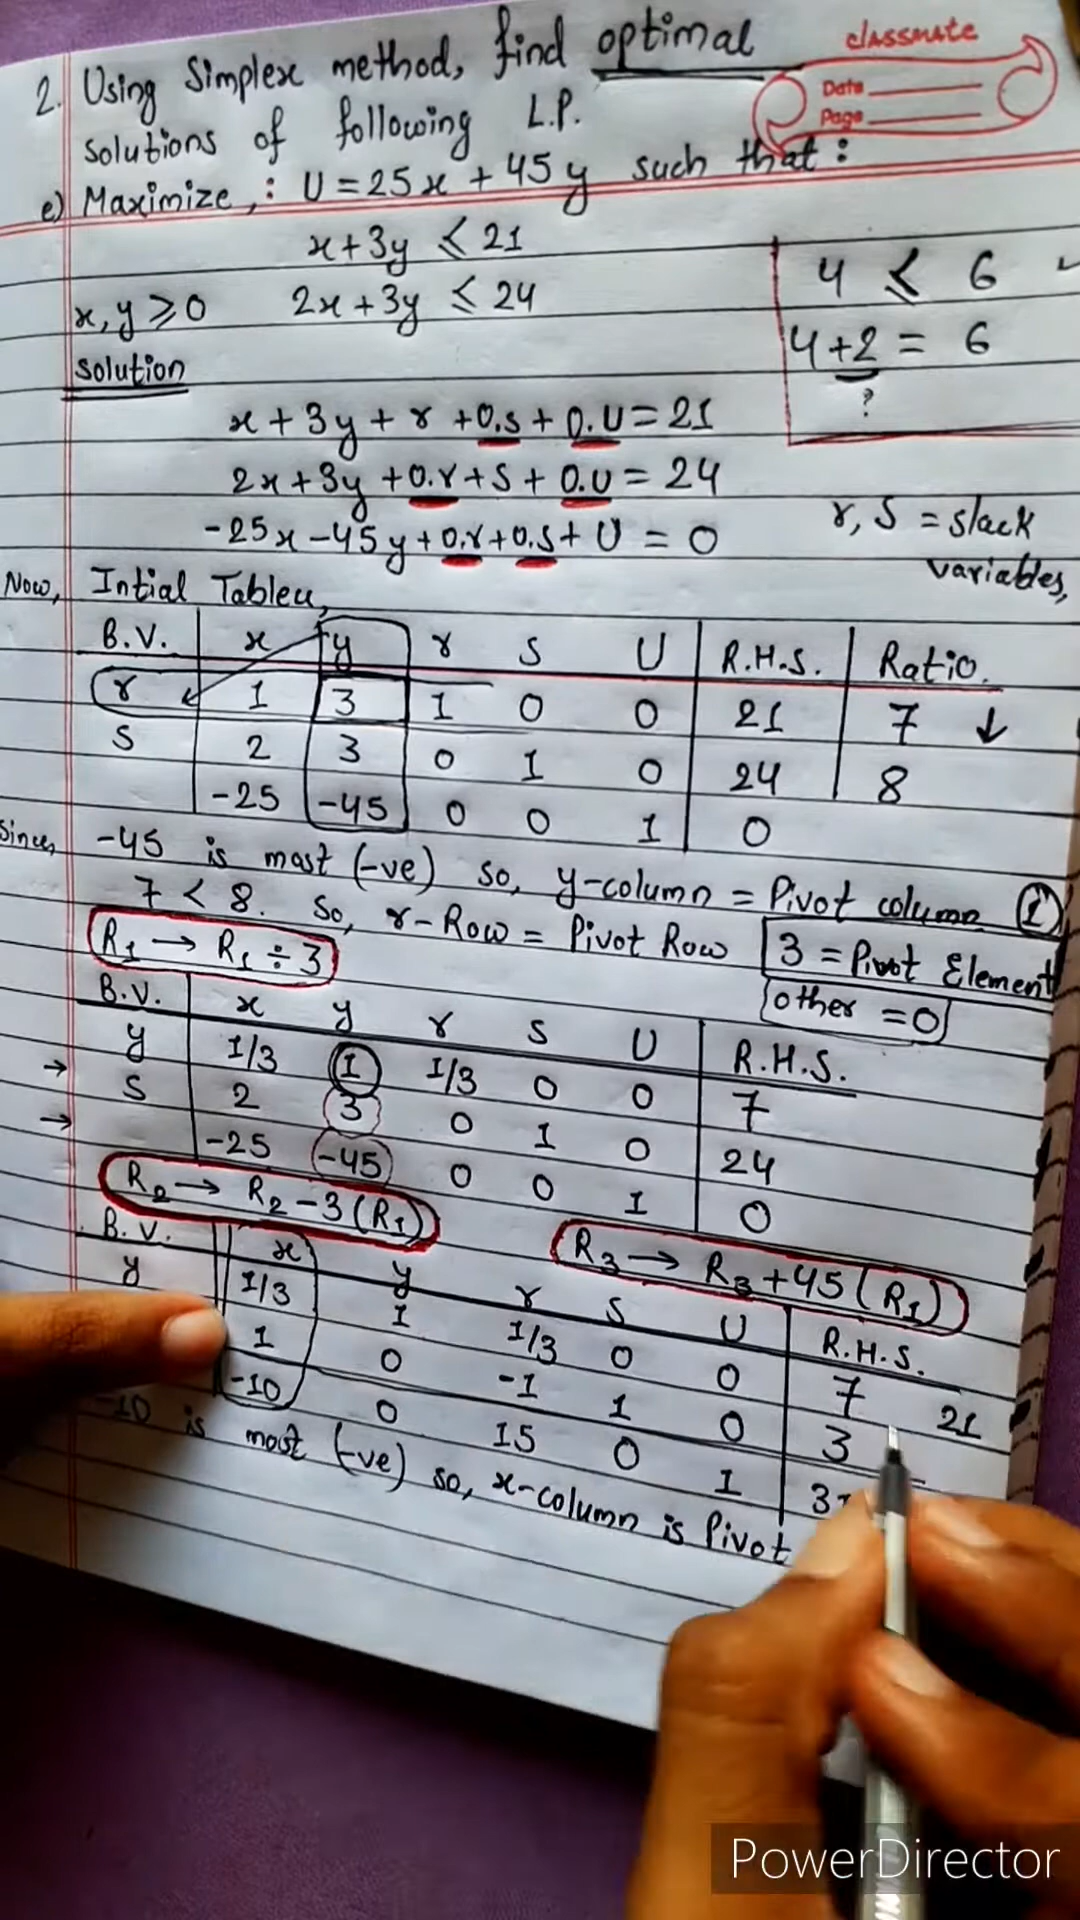 classmate
Date
Page
2. Using Simplex method, find optimal
solutions of following L.P.
e) Maximize, : U = 25x + 45y such that :
x + 3y ≤ 21
x, y ≥ 0 2x + 3y ≤ 24
4 ≤ 6
4 + 2 = 6
?
Solution
x + 3y + r + 0.s + 0.U = 21
2x + 3y + 0.r + s + 0.U = 24
-25x - 45y + 0.r + 0.s + U = 0
r, s = slack
variables,
Now, Intial Tableu,
B.V. x y r s U R.H.S. Ratio.
r 1 3 1 0 0 21 7 ↓
s 2 3 0 1 0 24 8
-25 -45 0 0 1 0
Since, -45 is most (-ve) so, y-column = Pivot column 1
7 < 8. So, r-Row = Pivot Row 3 = Pivot Element
R1 → R1 ÷ 3 other = 0
B.V. x y r s U R.H.S.
y 1/3 1 1/3 0 0 7
→ s 2 3 0 1 0 24
→ -25 -45 0 0 1 0
R2 → R2 - 3(R1) R3 → R3 + 45(R1)
B.V. x y r s U R.H.S.
y 1/3 1 1/3 0 0 7 21
1 0 -1 1 0 3
-10 0 15 0 1
-10 is most (-ve) so, x-column is Pivot
PowerDirector